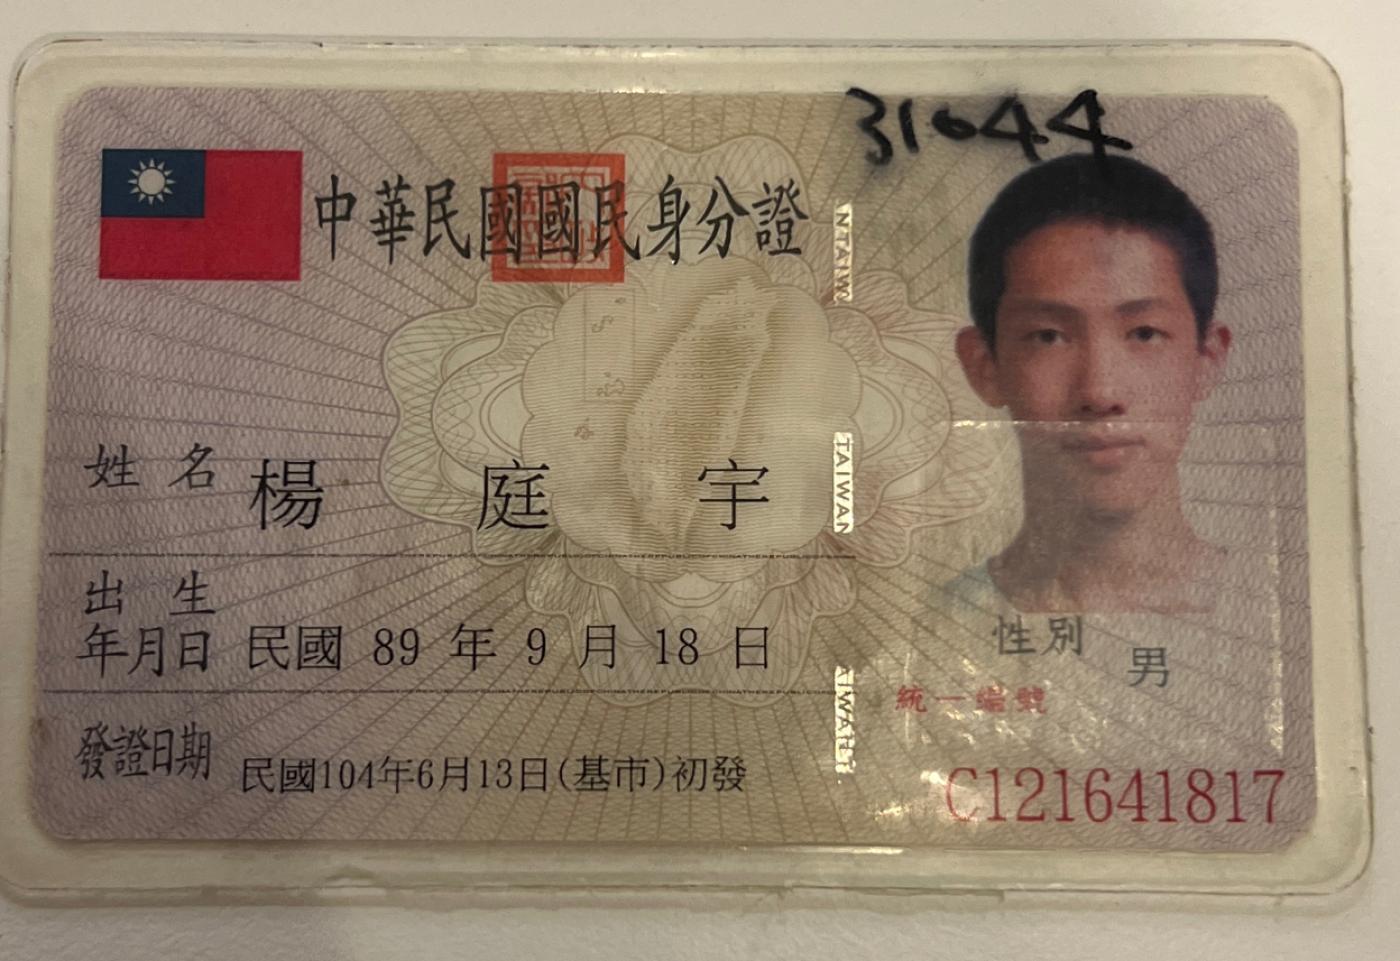 31044
中華民國國民身分證
姓名 楊庭宇
出生年月日 民國 89 年 9 月 18 日
發證日期 民國104年6月13日(基市)初發
性別 男
統一編號
C121641817
TAIWAN